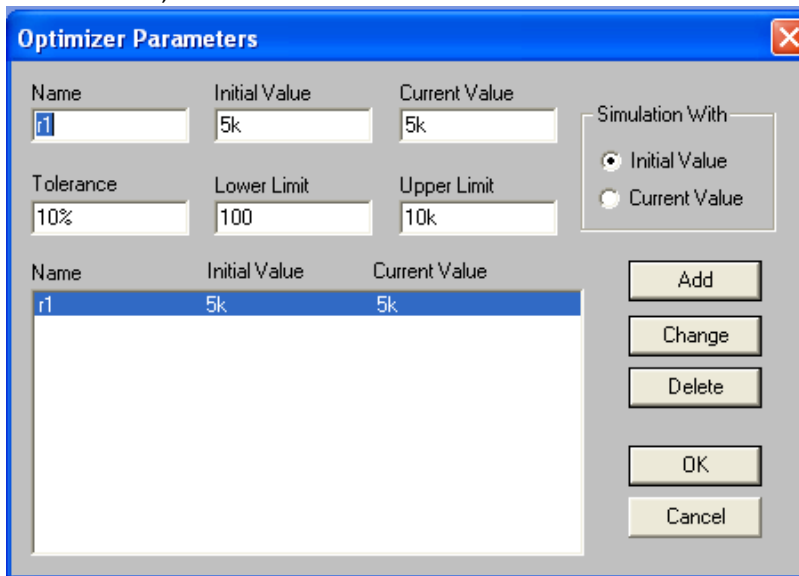 Optimizer Parameters
Name Initial Value Current Value
r1 5k 5k
Simulation With
Initial Value
Current Value
Tolerance Lower Limit Upper Limit
10% 100 10k
Name Initial Value Current Value
r1 5k 5k
Add
Change
Delete
OK
Cancel